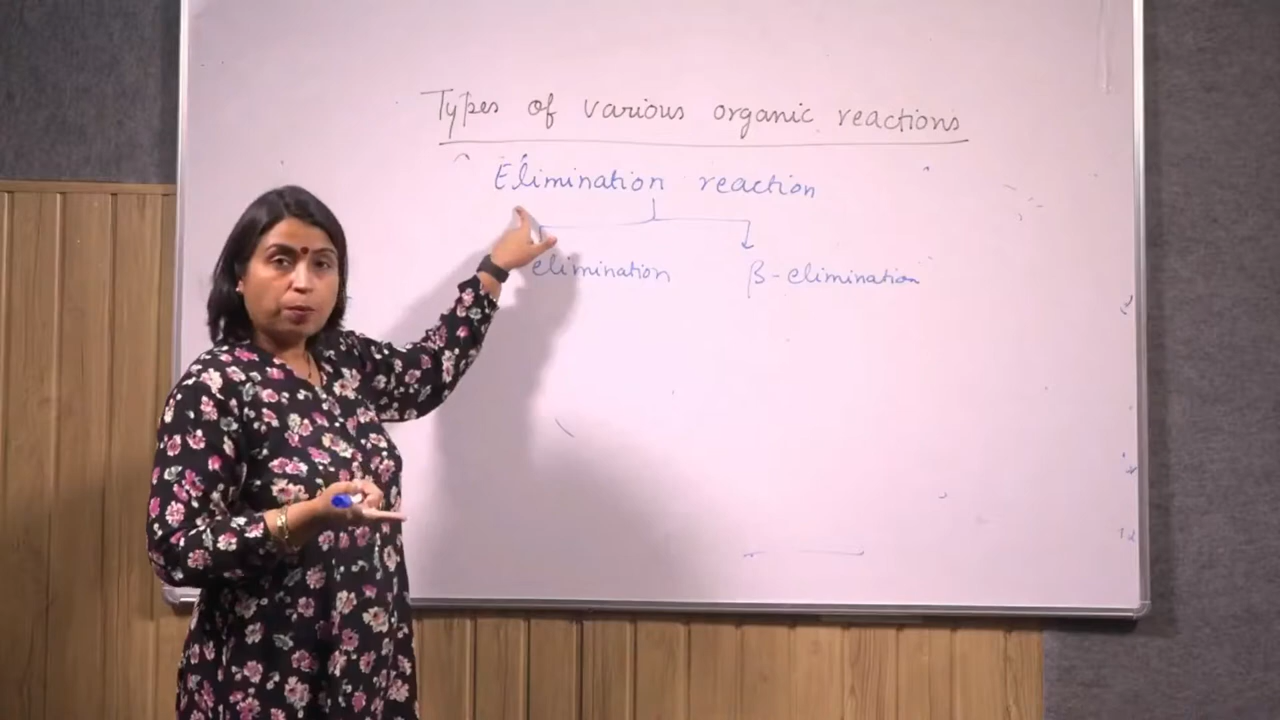 Types of various organic reactions
Elimination reaction
elimination β-elimination